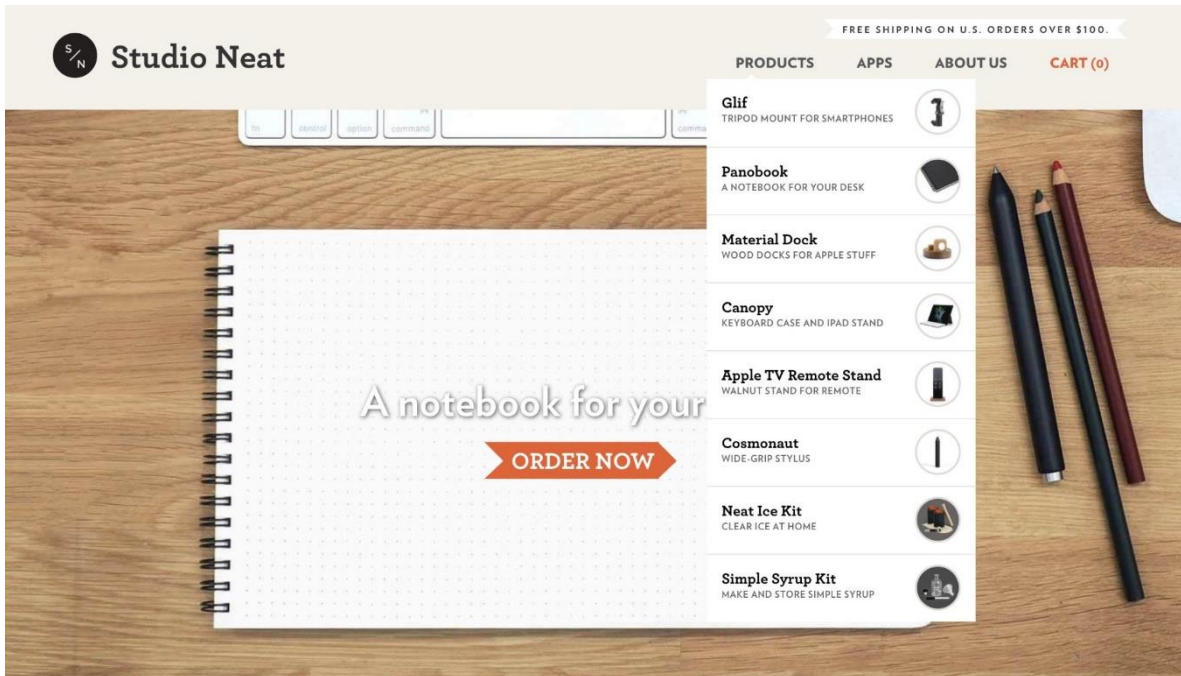 FREE SHIPPING ON U.S. ORDERS OVER $100.
S/N Studio Neat
PRODUCTS APPS ABOUT US CART (0)
fn control option command comma
Glif
TRIPOD MOUNT FOR SMARTPHONES
Panobook
A NOTEBOOK FOR YOUR DESK
Material Dock
WOOD DOCKS FOR APPLE STUFF
Canopy
KEYBOARD CASE AND IPAD STAND
Apple TV Remote Stand
WALNUT STAND FOR REMOTE
Cosmonaut
WIDE-GRIP STYLUS
Neat Ice Kit
CLEAR ICE AT HOME
Simple Syrup Kit
MAKE AND STORE SIMPLE SYRUP
A notebook for your
ORDER NOW